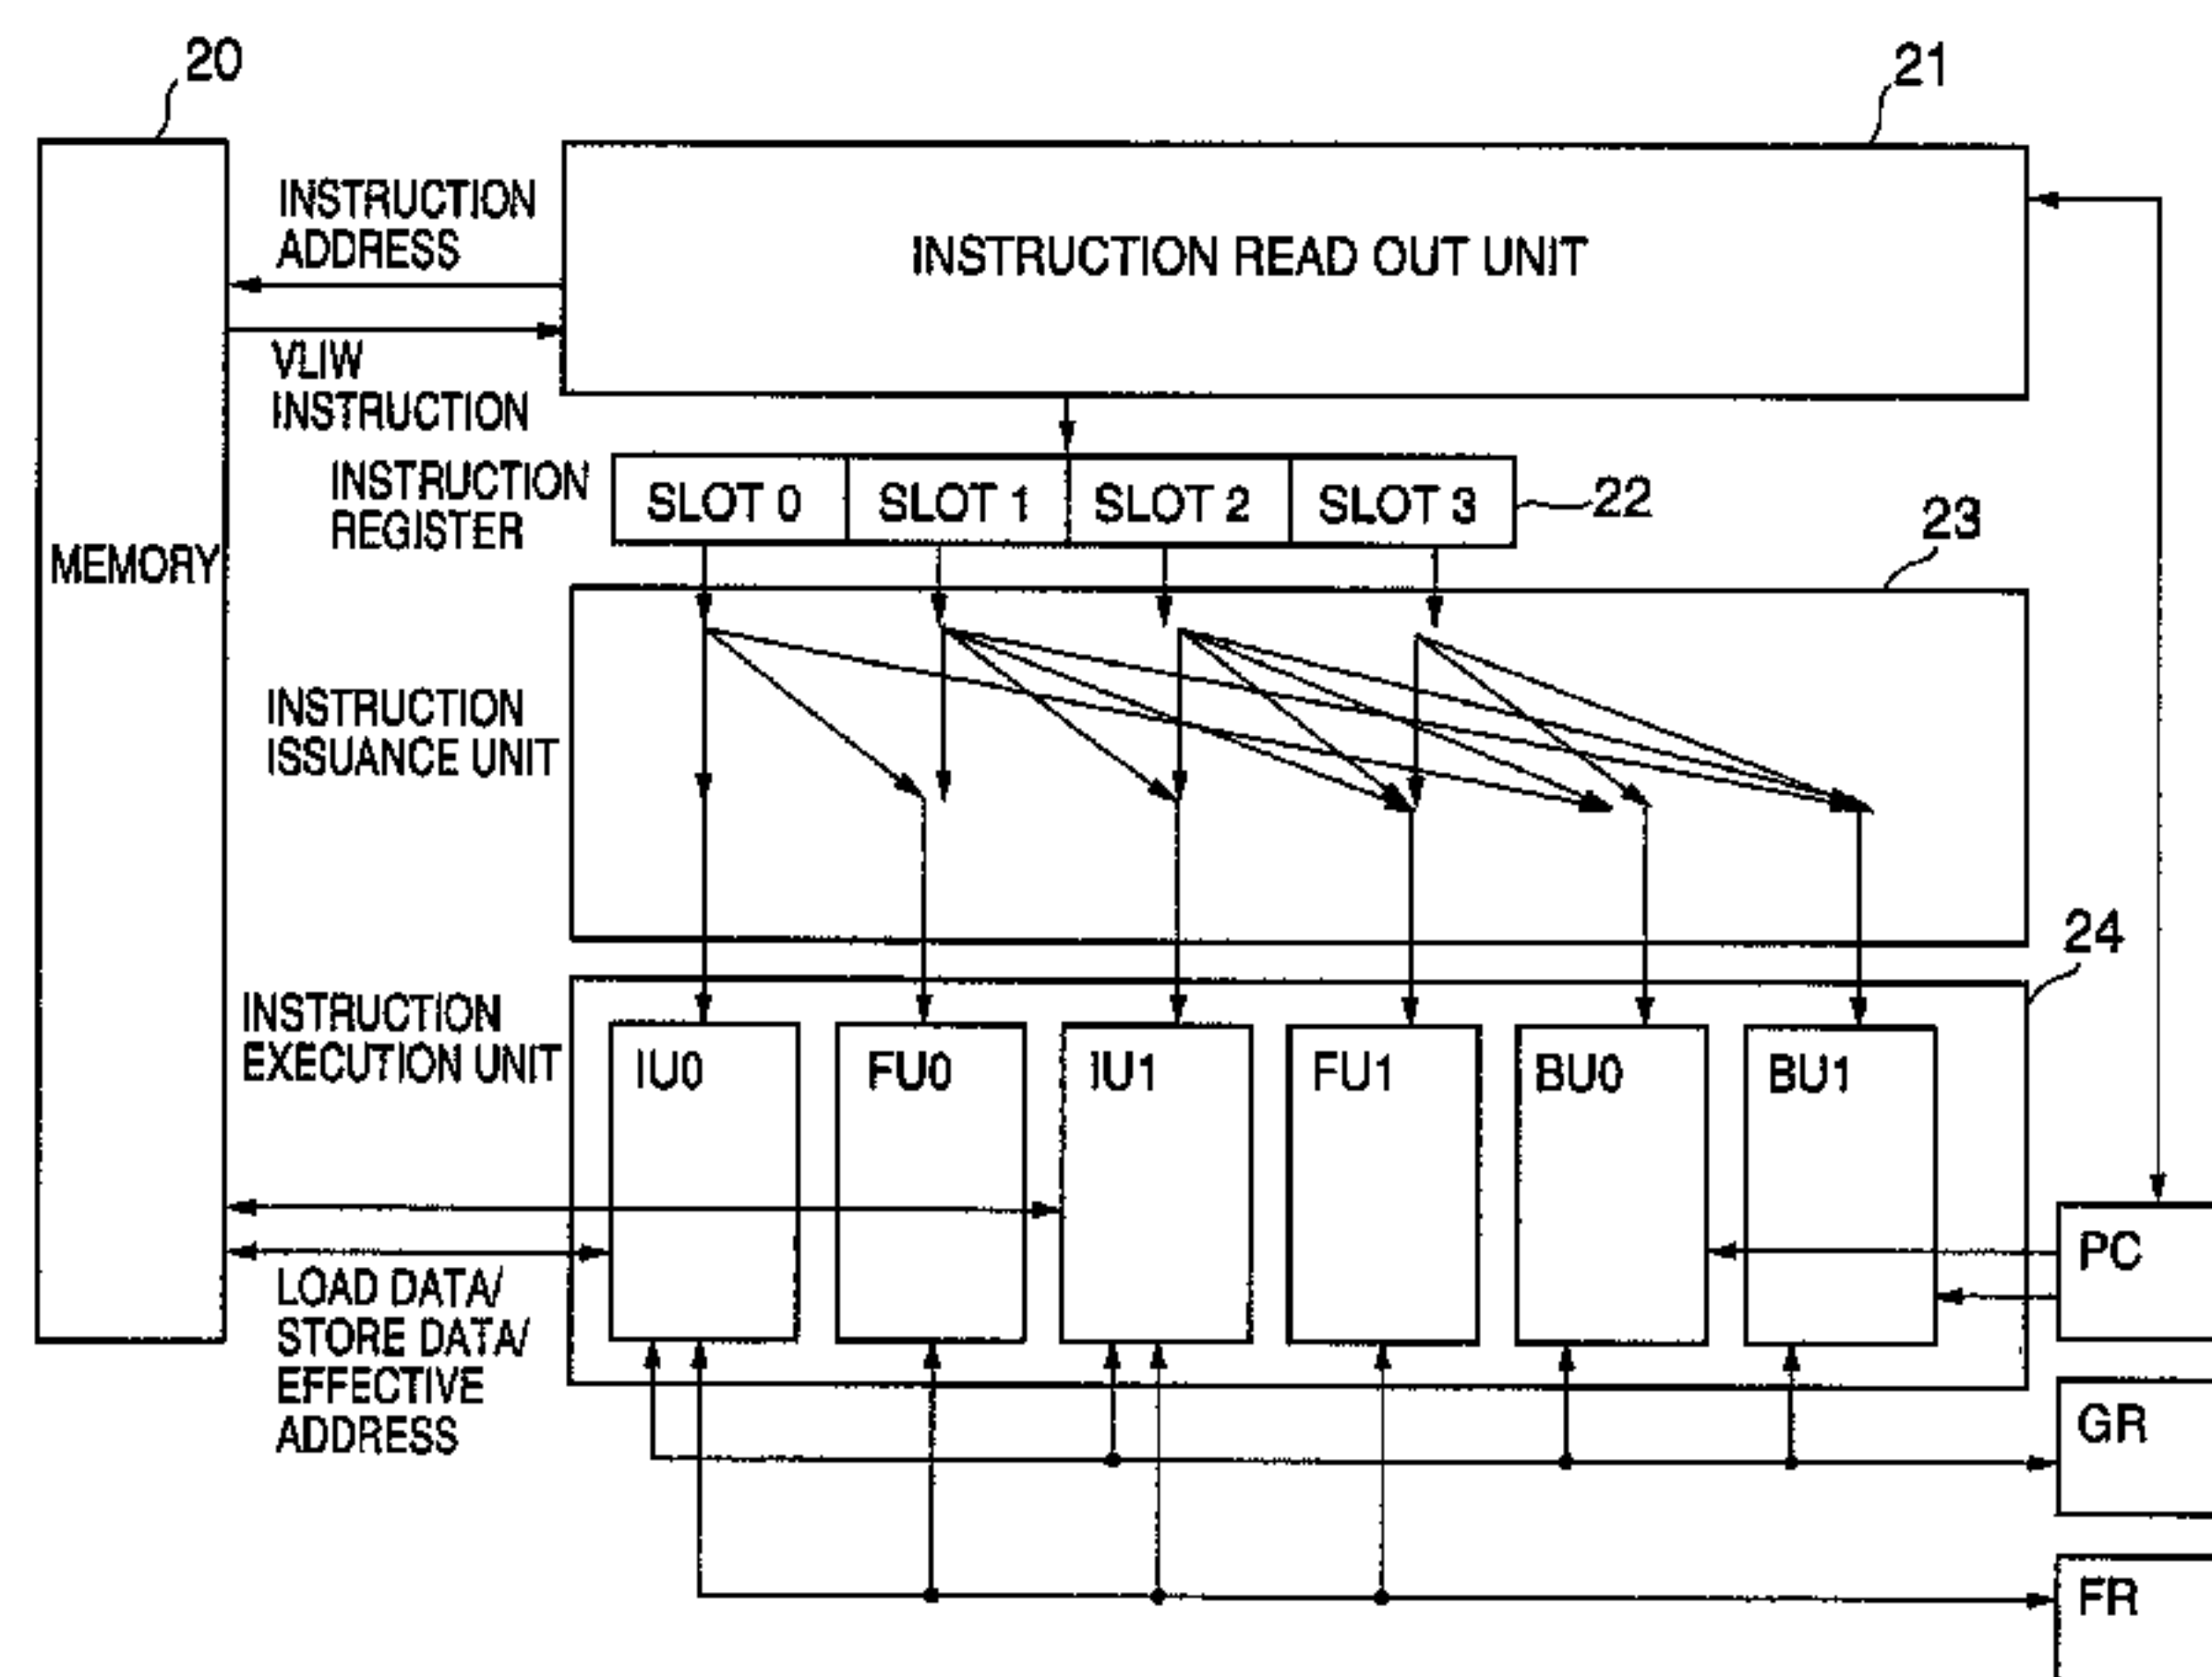 20
21
INSTRUCTION
ADDRESS
INSTRUCTION READ OUT UNIT
VLIW
INSTRUCTION
INSTRUCTION
REGISTER
SLOT 0
SLOT 1
SLOT 2
SLOT 3
22
23
MEMORY
INSTRUCTION
ISSUANCE UNIT
24
INSTRUCTION
EXECUTION UNIT
IU0
FU0
IU1
FU1
BU0
BU1
PC
LOAD DATA/
STORE DATA/
EFFECTIVE
ADDRESS
GR
FR